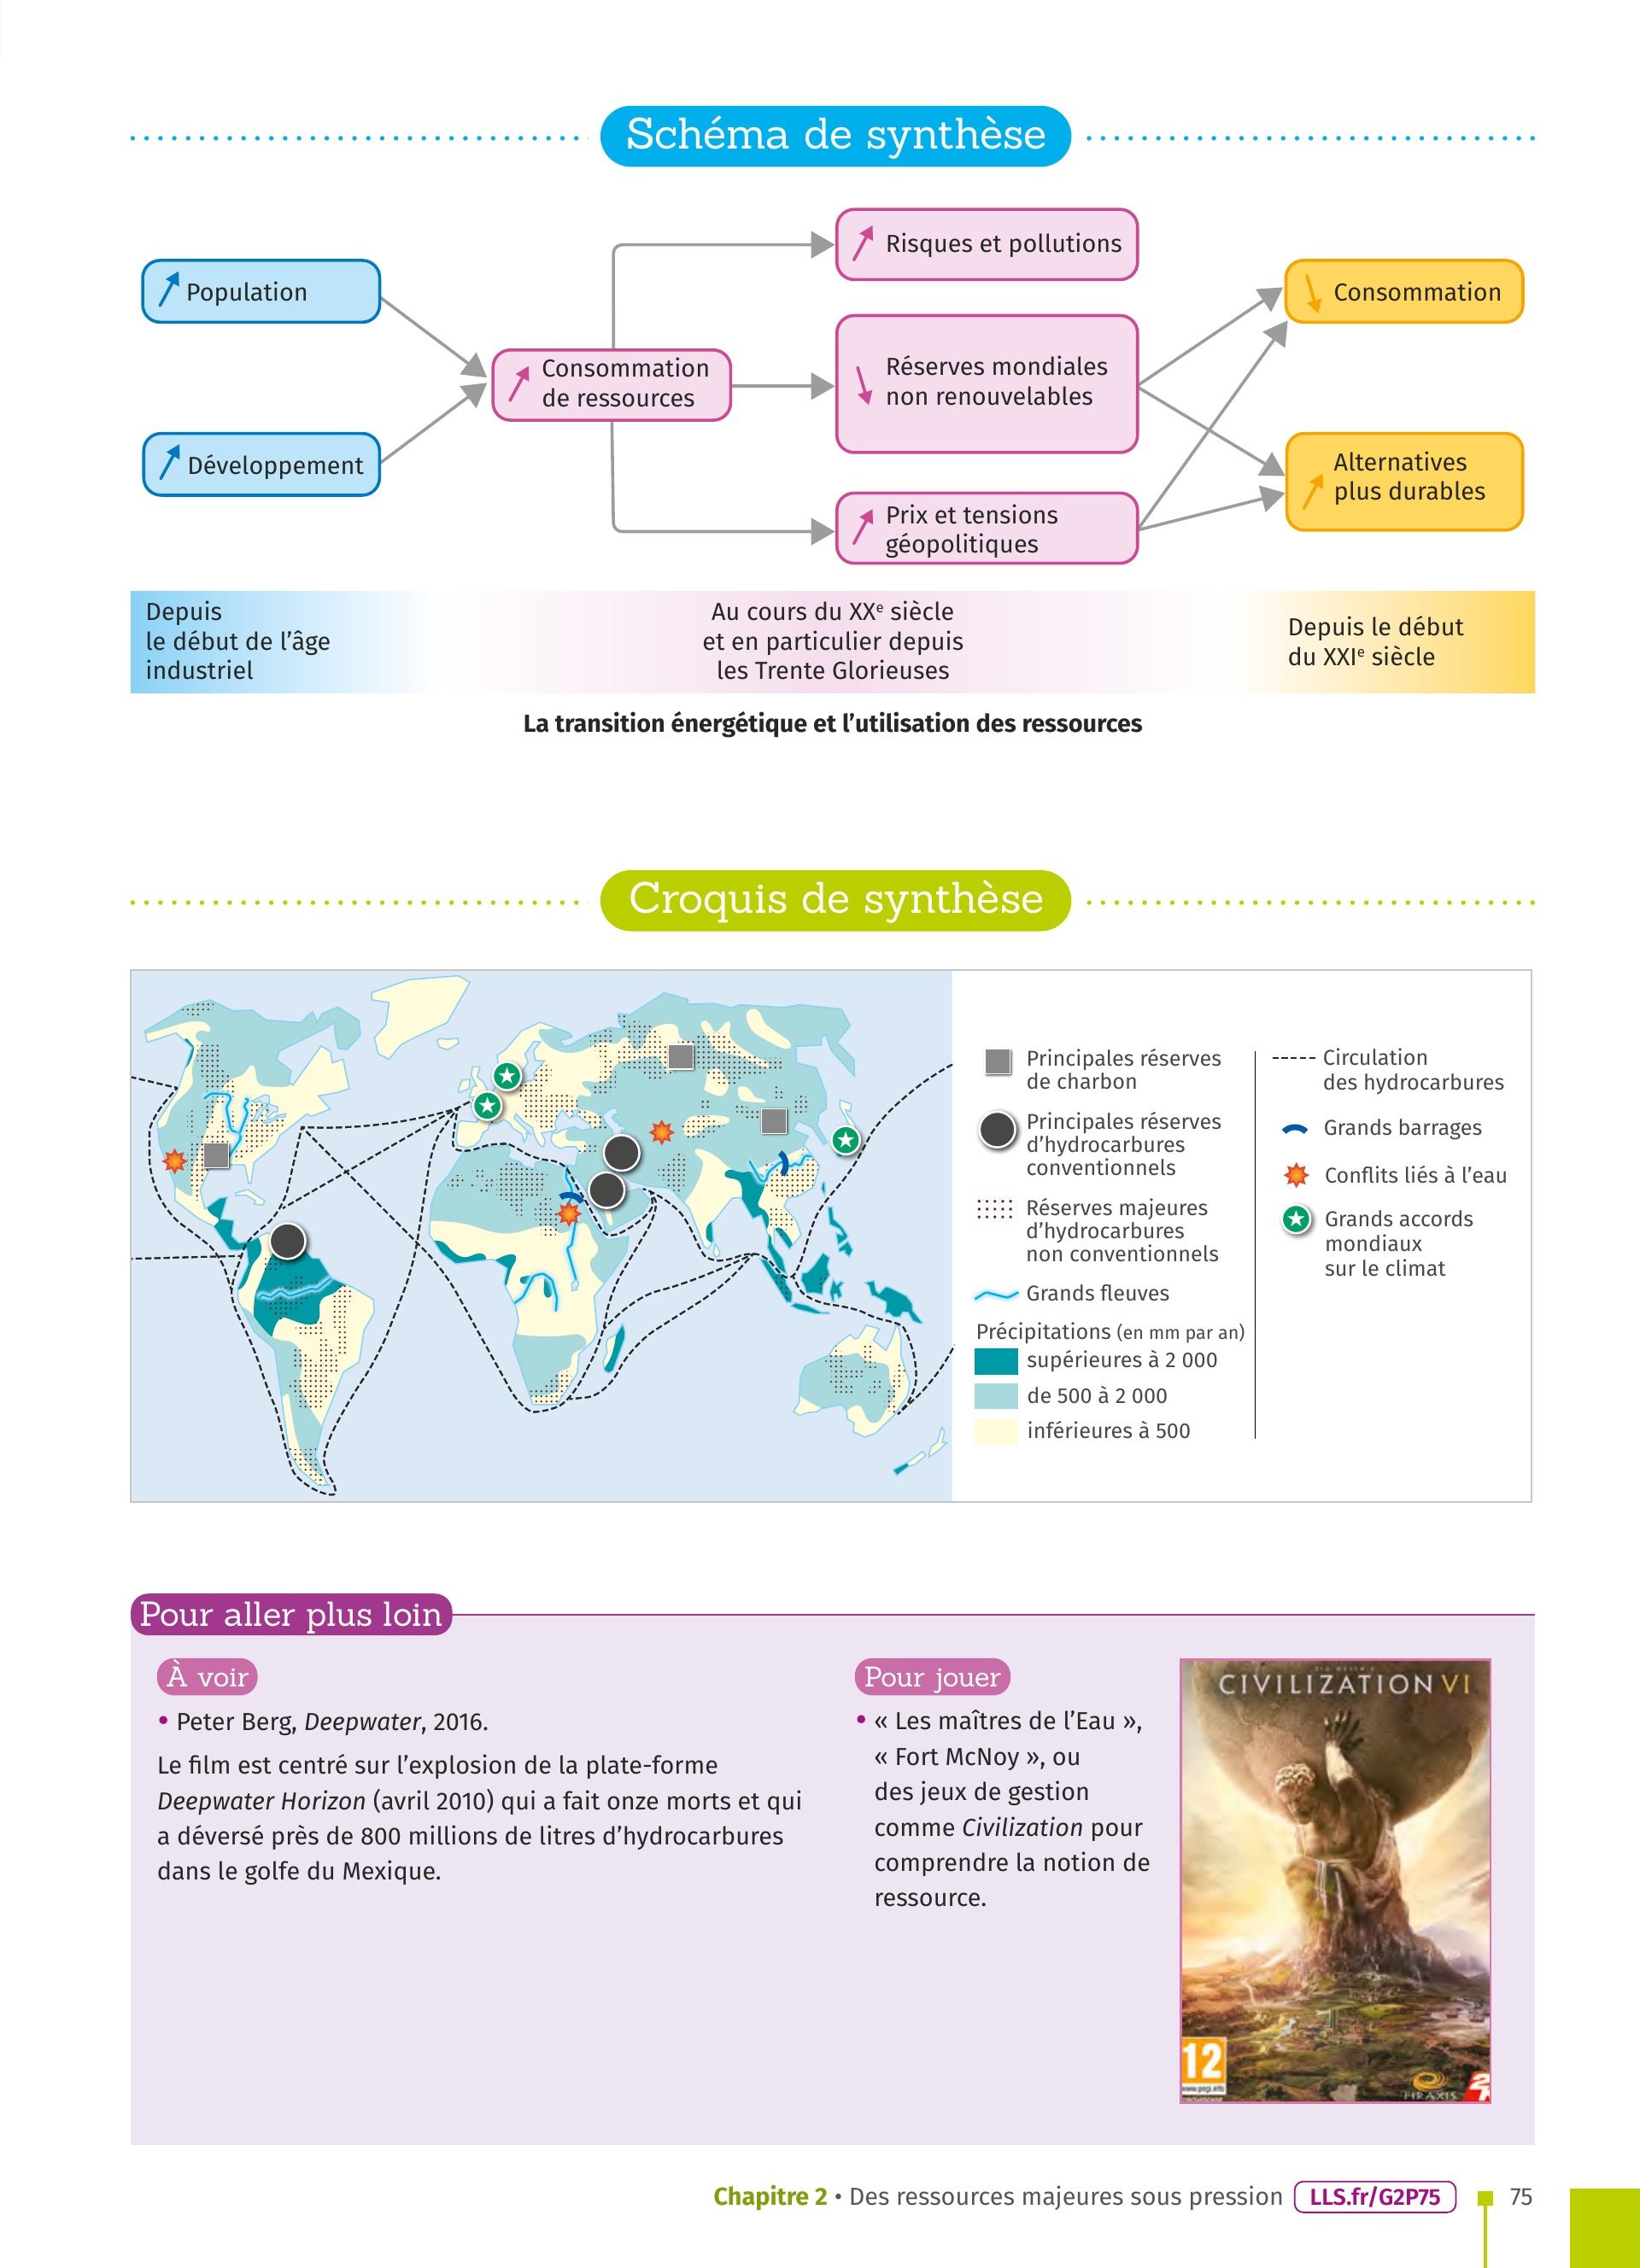 Schéma de synthèse
Population
Développement
Consommation
de ressources
Risques et pollutions
Réserves mondiales
non renouvelables
Prix et tensions
géopolitiques
Consommation
Alternatives
plus durables
Depuis
le début de l’âge
industriel
Au cours du XXe siècle
et en particulier depuis
les Trente Glorieuses
Depuis le début
du XXIe siècle
La transition énergétique et l’utilisation des ressources
Croquis de synthèse
Principales réserves
de charbon
Principales réserves
d’hydrocarbures
conventionnels
Réserves majeures
d’hydrocarbures
non conventionnels
Grands fleuves
Précipitations (en mm par an)
supérieures à 2 000
de 500 à 2 000
inférieures à 500
Circulation
des hydrocarbures
Grands barrages
Conflits liés à l’eau
Grands accords
mondiaux
sur le climat
Pour aller plus loin
À voir
• Peter Berg, Deepwater, 2016.
Le film est centré sur l’explosion de la plate-forme
Deepwater Horizon (avril 2010) qui a fait onze morts et qui
a déversé près de 800 millions de litres d’hydrocarbures
dans le golfe du Mexique.
Pour jouer
• « Les maîtres de l’Eau »,
« Fort McNoy », ou
des jeux de gestion
comme Civilization pour
comprendre la notion de
ressource.
CIVILIZATION VI
12
www.pegi.info
FIRAXIS
2K
Chapitre 2 • Des ressources majeures sous pression LLS.fr/G2P75 75